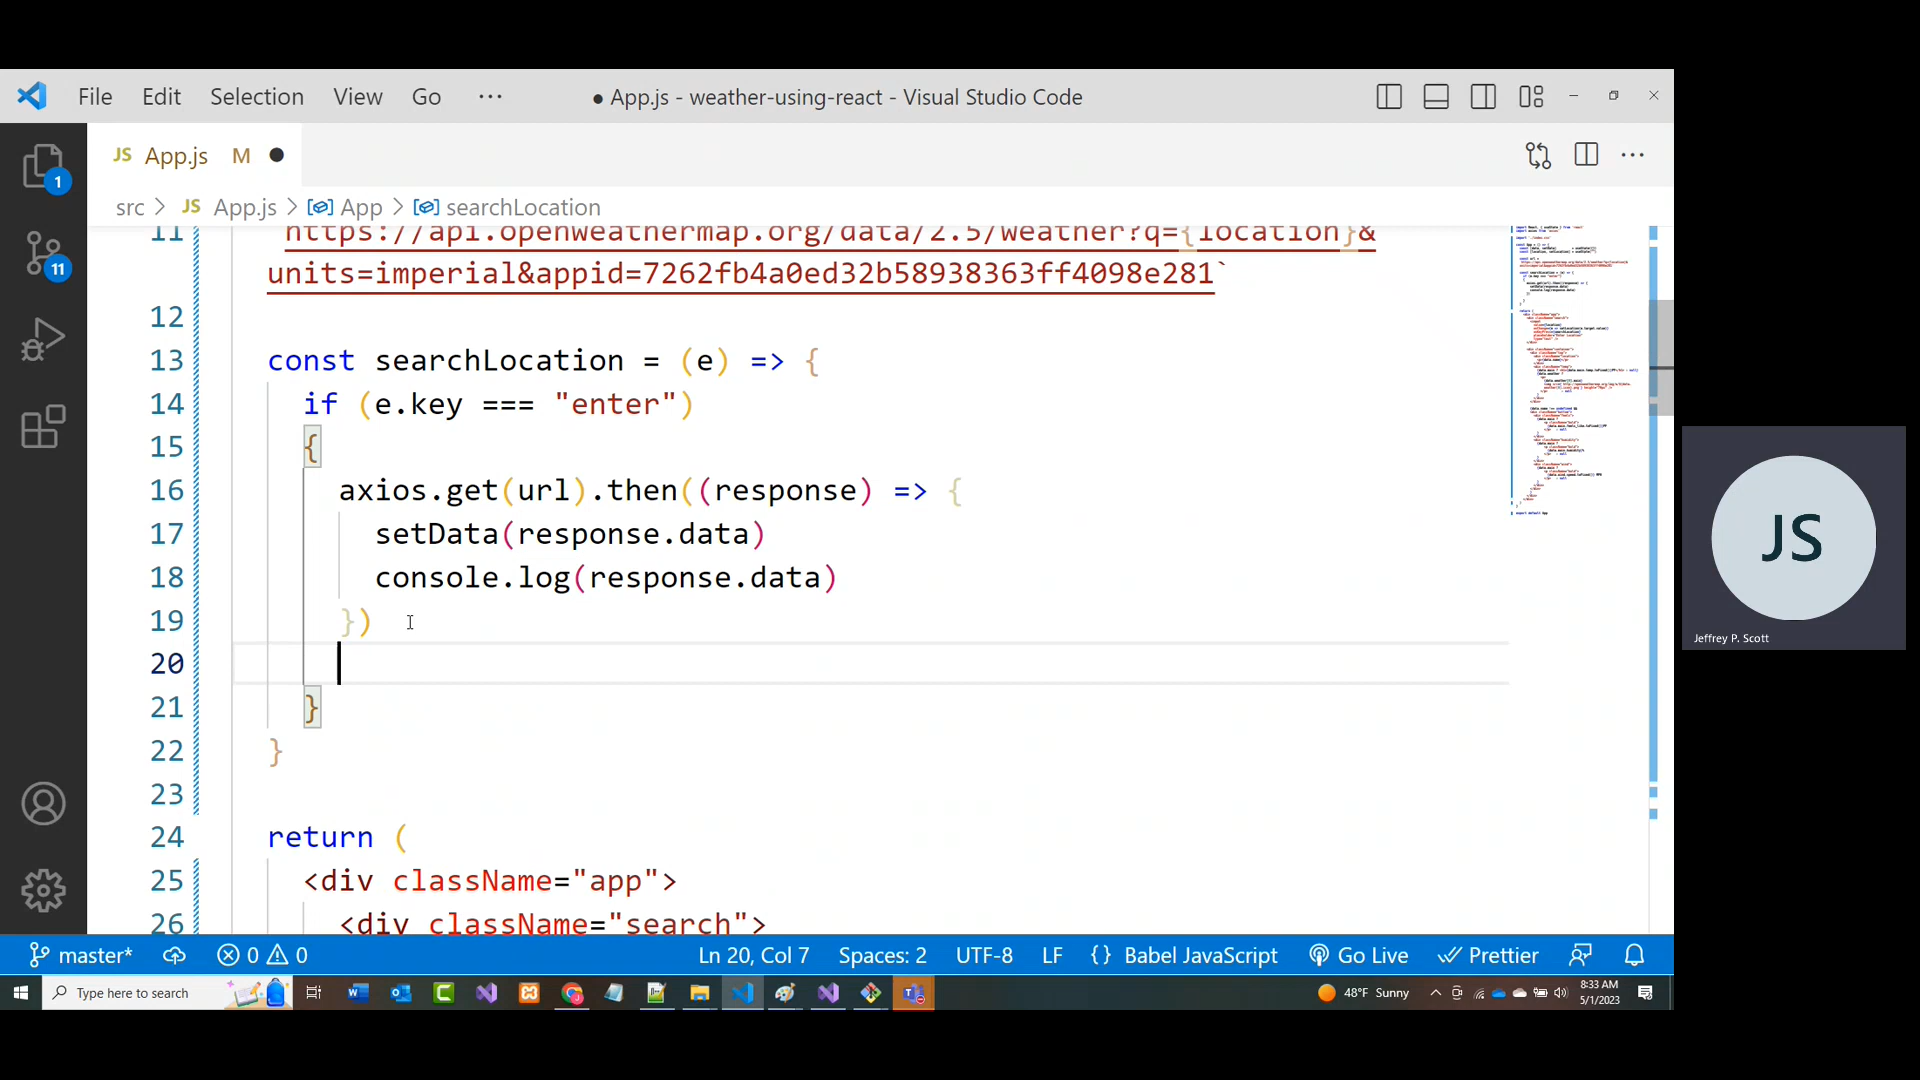 File Edit Selection View Go ··· ● App.js - weather-using-react - Visual Studio Code
JS App.js M ●
src > JS App.js > App > searchLocation
11 https://api.openweathermap.org/data/2.5/weather?q={location}&
units=imperial&appid=7262fb4a0ed32b58938363ff4098e281`
12
13 const searchLocation = (e) => {
14 if (e.key === "enter")
15 {
16 axios.get(url).then((response) => {
17 setData(response.data)
18 console.log(response.data)
19 })
20
21 }
22 }
23
24 return (
25 <div className="app">
26 <div className="search">
1
11
JS
Jeffrey P. Scott
master* 0 0 Ln 20, Col 7 Spaces: 2 UTF-8 LF {} Babel JavaScript Go Live Prettier
Type here to search 48°F Sunny 8:33 AM
5/1/2023